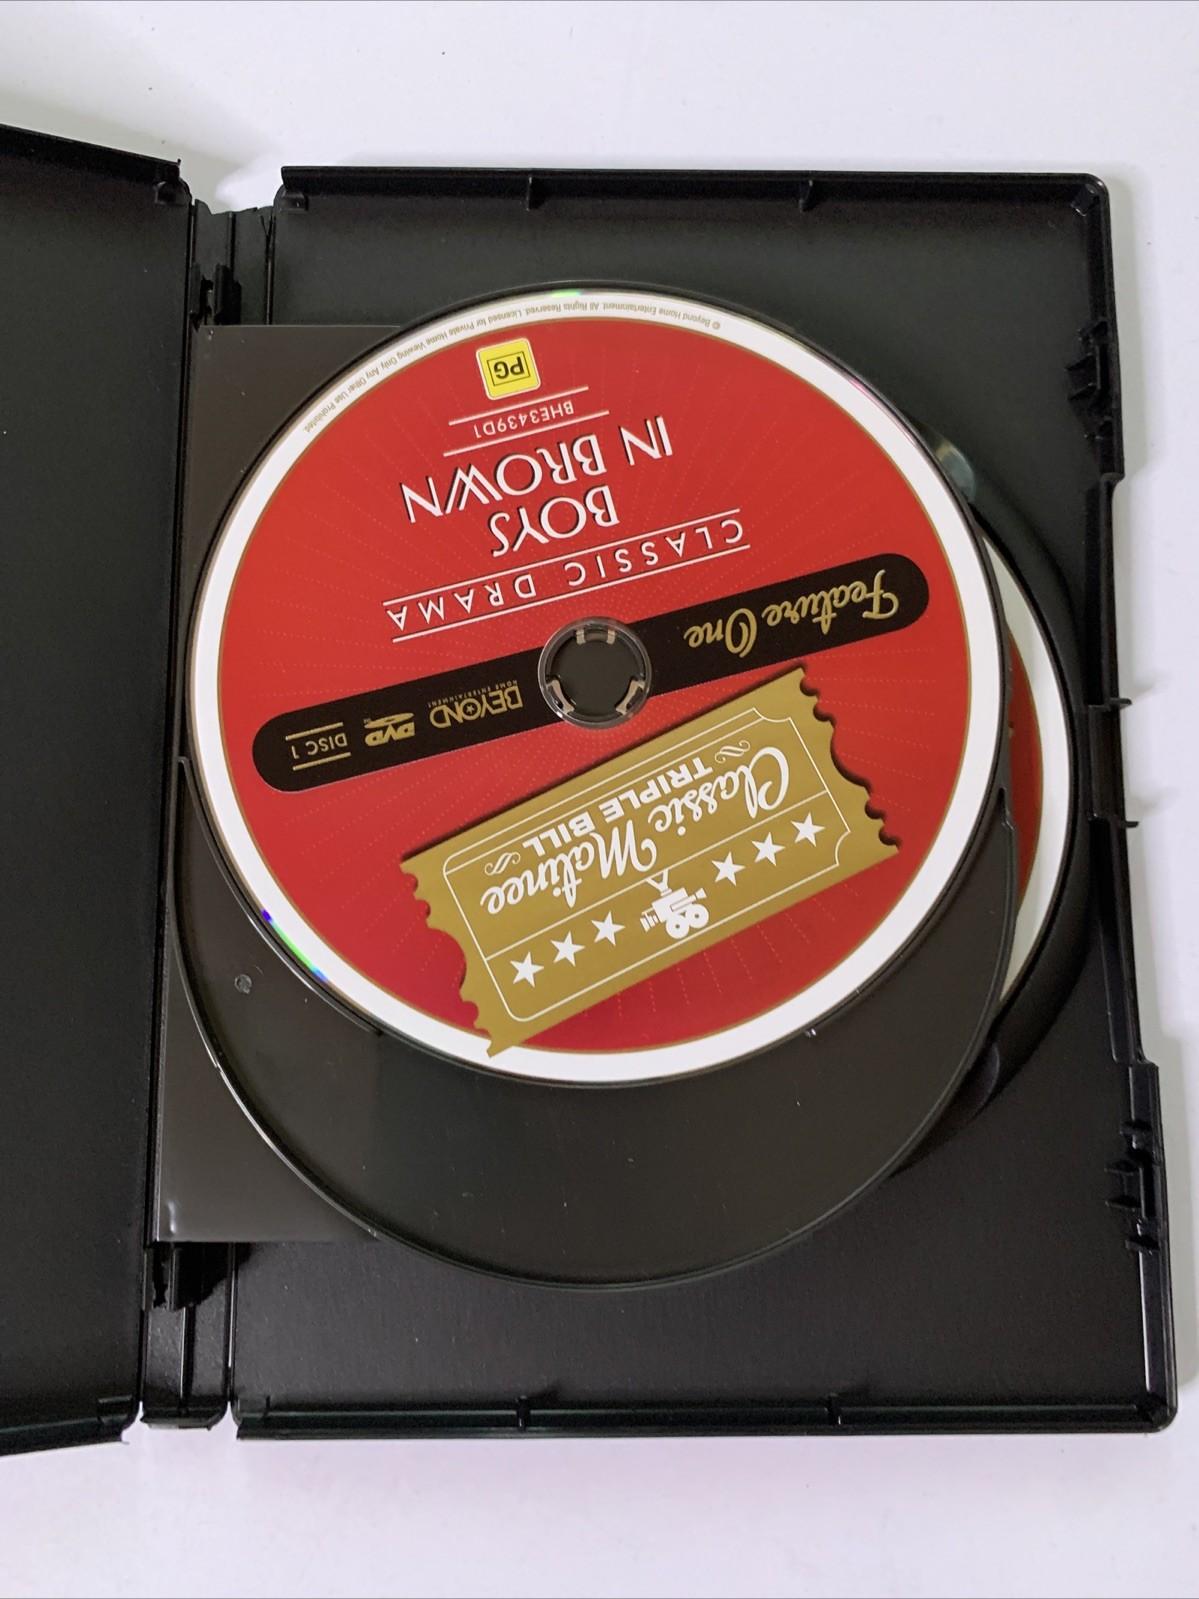 Classic Matinee
TRIPLE BILL
Feature One
BEYOND
HOME ENTERTAINMENT
DVD
DISC 1
CLASSIC DRAMA
BOYS
IN BROWN
BHE3439D1
PG
© Beyond Home Entertainment. All Rights Reserved. Licensed for Private Home Viewing Only. Any Other Use Prohibited.